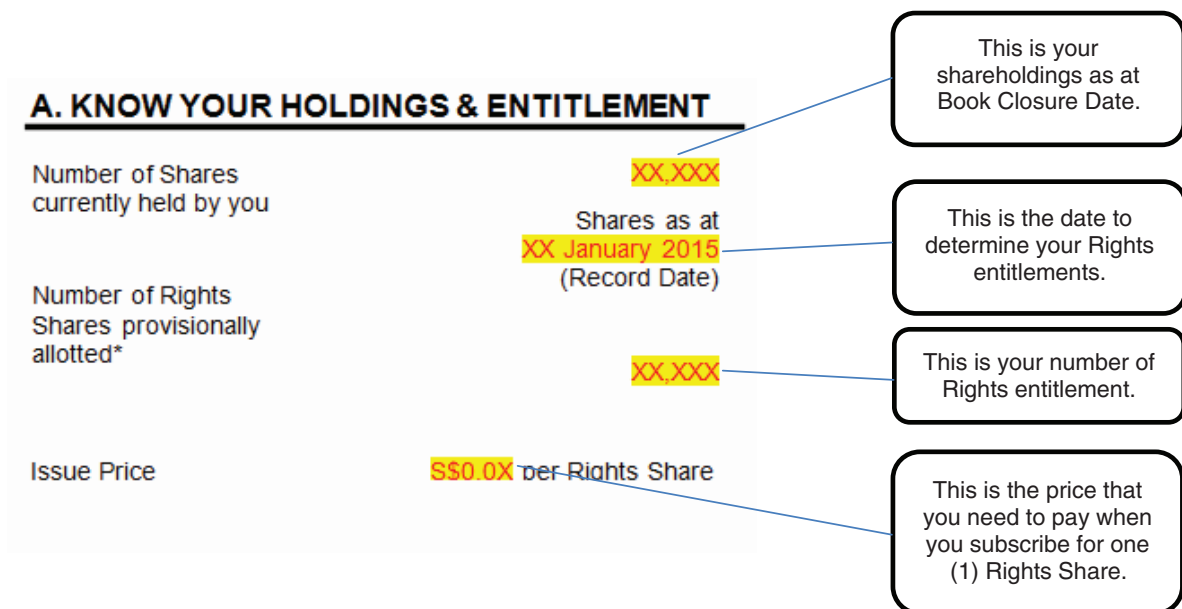 A. KNOW YOUR HOLDINGS & ENTITLEMENT
Number of Shares
currently held by you
XX,XXX
Shares as at
XX January 2015
(Record Date)
Number of Rights
Shares provisionally
allotted*
XX,XXX
Issue Price
S$0.0X per Rights Share
This is your
shareholdings as at
Book Closure Date.
This is the date to
determine your Rights
entitlements.
This is your number of
Rights entitlement.
This is the price that
you need to pay when
you subscribe for one
(1) Rights Share.